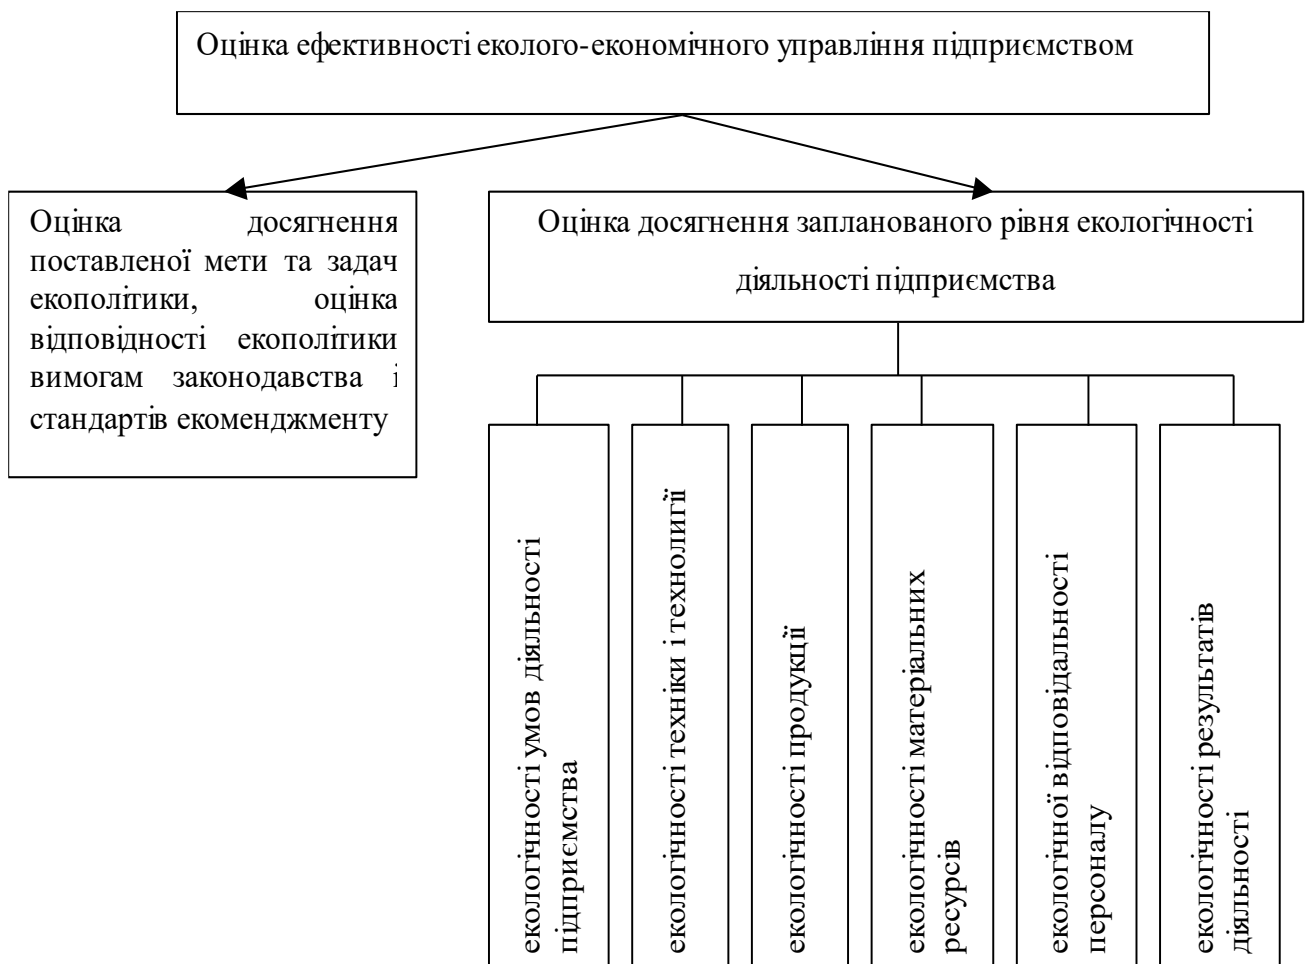 Оцінка ефективності еколого-економічного управління підприємством
Оцінка досягнення
поставленої мети та задач
екополітики, оцінка
відповідності екополітики
вимогам законодавства і
стандартів екоменджменту
Оцінка досягнення запланованого рівня екологічності
діяльності підприємства
екологічності умов діяльності
підприємства
екологічності техніки і технолигії
екологічності продукції
екологічності матеріальних
ресурсів
екологічної відповідальності
персоналу
екологічності результатів
діяльності